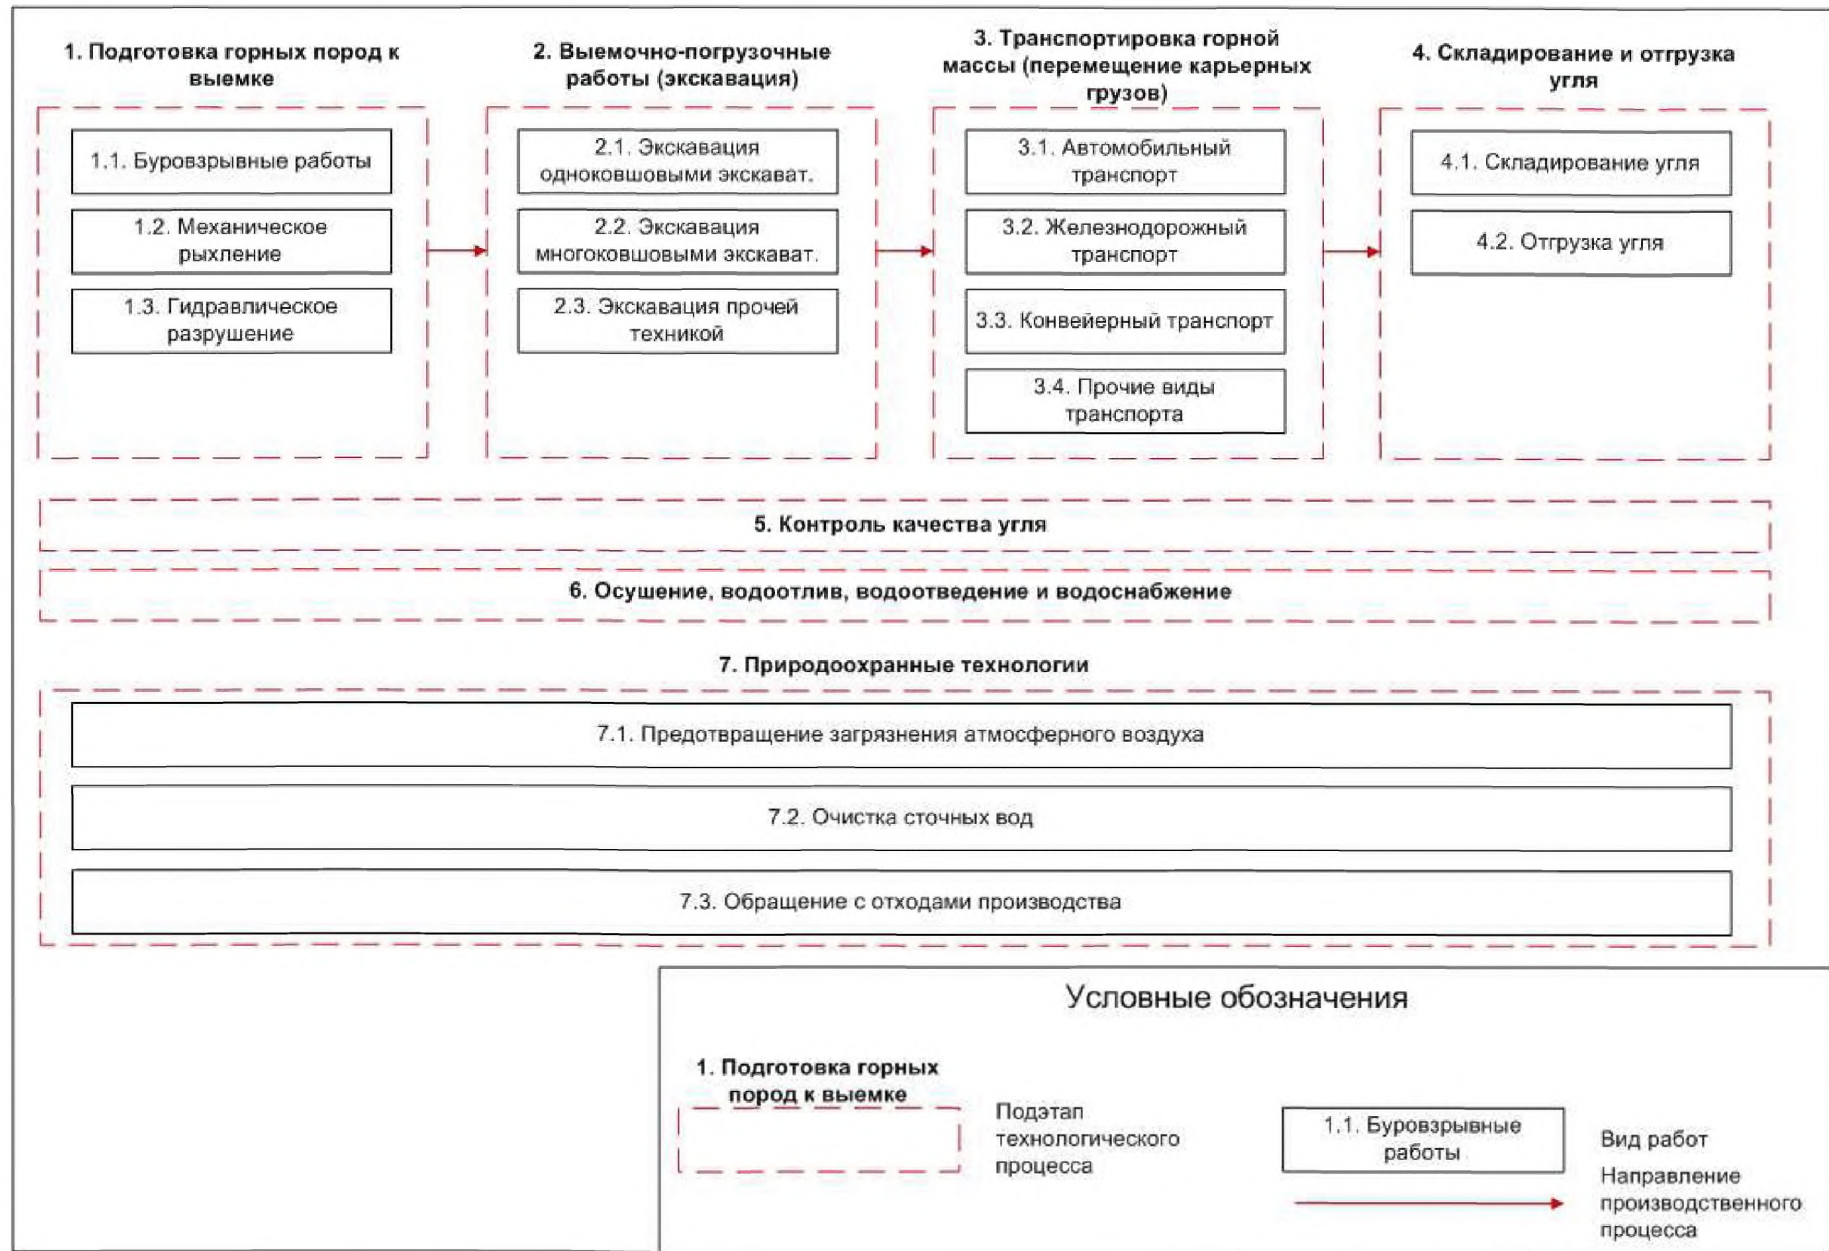 1. Подготовка горных пород к
выемке
1.1. Буровзрывные работы
1.2. Механическое
рыхление
1.3. Гидравлическое
разрушение
2. Выемочно-погрузочные
работы (экскавация)
2.1. Экскавация
одноковшовыми экскават.
2.2. Экскавация
многоковшовыми экскават.
2.3. Экскавация прочей
техникой
3. Транспортировка горной
массы (перемещение карьерных
грузов)
3.1. Автомобильный
транспорт
3.2. Железнодорожный
транспорт
3.3. Конвейерный транспорт
3.4. Прочие виды
транспорта
4. Складирование и отгрузка
угля
4.1. Складирование угля
4.2. Отгрузка угля
5. Контроль качества угля
6. Осушение, водоотлив, водоотведение и водоснабжение
7. Природоохранные технологии
7.1. Предотвращение загрязнения атмосферного воздуха
7.2. Очистка сточных вод
7.3. Обращение с отходами производства
Условные обозначения
1. Подготовка горных
пород к выемке
Подэтап
технологического
процесса
1.1. Буровзрывные
работы
Вид работ
Направление
производственного
процесса